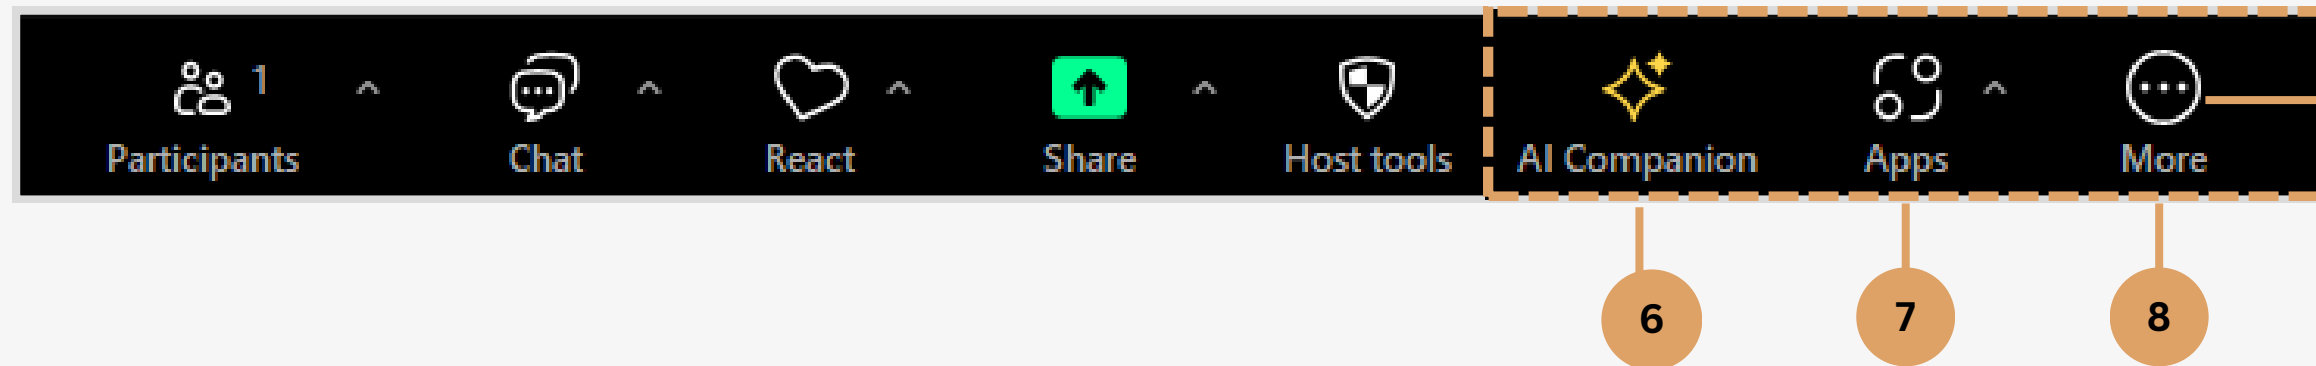 1
Participants
Chat
React
Share
Host tools
AI Companion
Apps
More
6
7
8